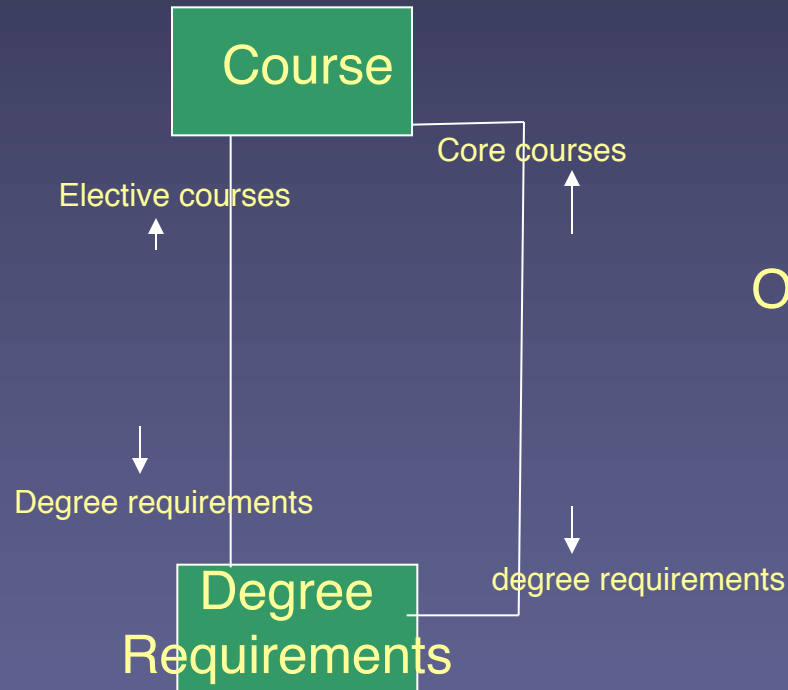 Course
Core courses
Elective courses
O
Degree requirements
degree requirements
Degree
Requirements